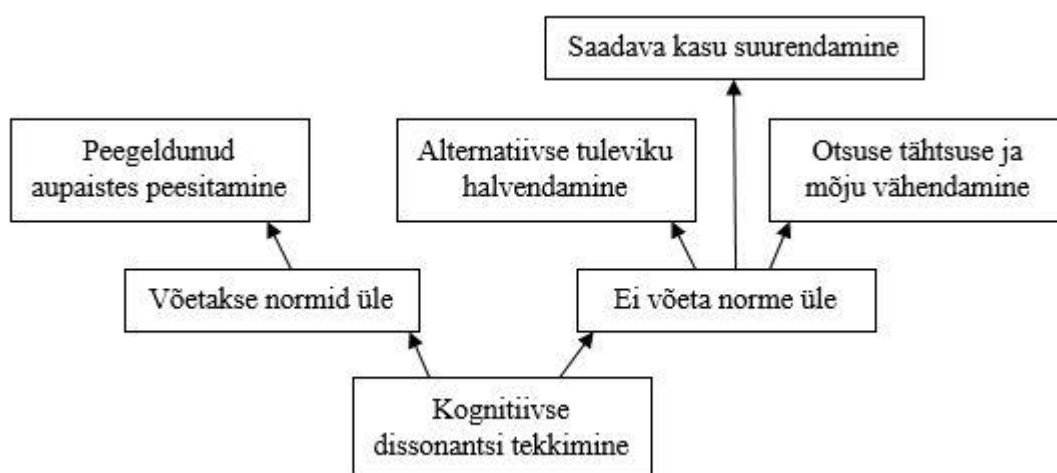 Saadava kasu suurendamine
Peegeldunud
aupaistes peesitamine
Alternatiivse tuleviku
halvendamine
Otsuse tähtsuse ja
mõju vähendamine
Võetakse normid üle
Ei võeta norme üle
Kognitiivse
dissonantsi tekkimine